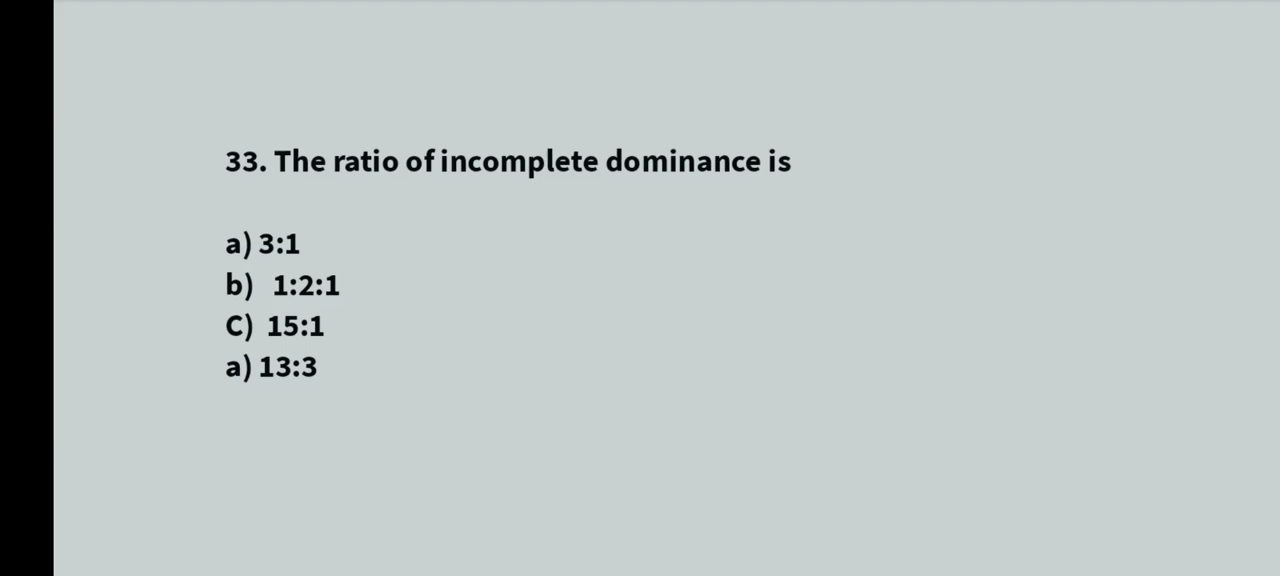 33. The ratio of incomplete dominance is
a) 3:1
b) 1:2:1
C) 15:1
a) 13:3